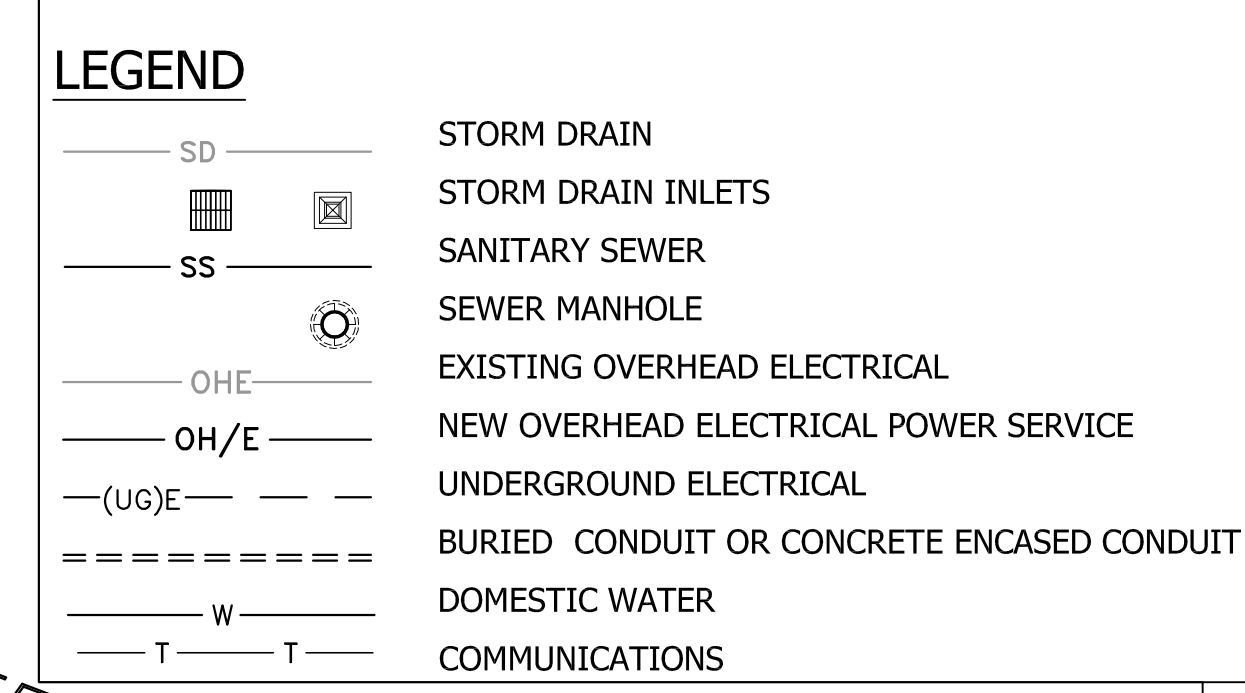 LEGEND
SD STORM DRAIN
STORM DRAIN INLETS
SS SANITARY SEWER
SEWER MANHOLE
OHE EXISTING OVERHEAD ELECTRICAL
OH/E NEW OVERHEAD ELECTRICAL POWER SERVICE
(UG)E UNDERGROUND ELECTRICAL
BURIED CONDUIT OR CONCRETE ENCASED CONDUIT
W DOMESTIC WATER
T T COMMUNICATIONS